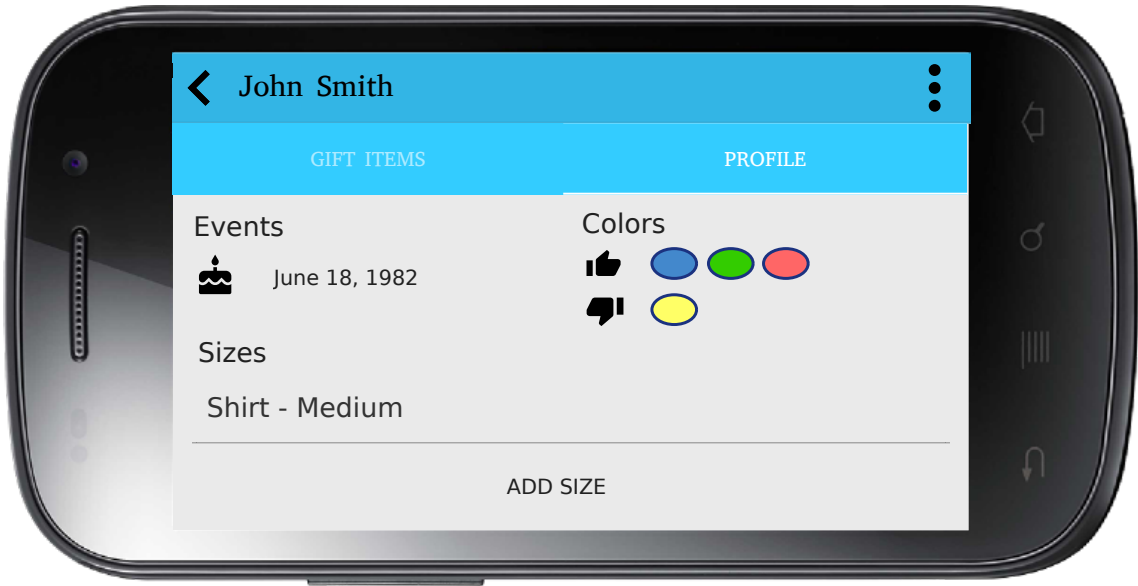 John Smith
GIFT ITEMS
PROFILE
Events
June 18, 1982
Colors
Sizes
Shirt - Medium
ADD SIZE